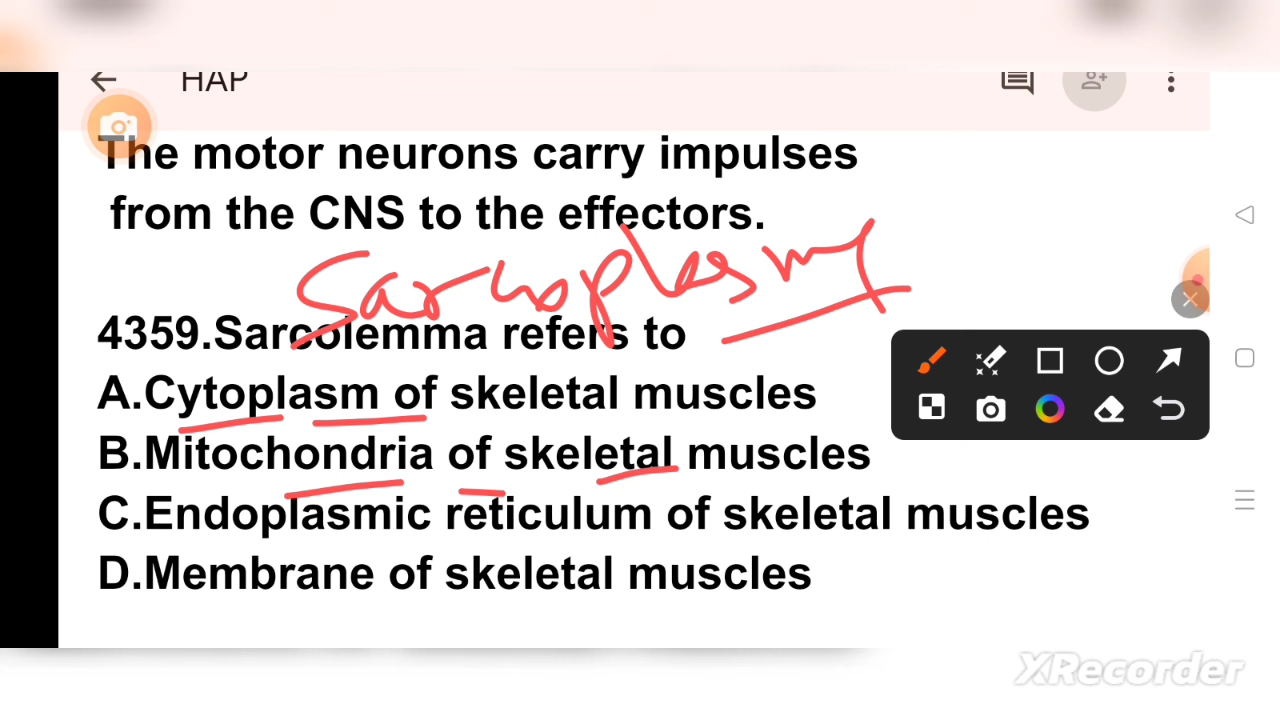 HAP
The motor neurons carry impulses
from the CNS to the effectors.
Sarcoplasmy
4359.Sarcolemma refers to
A.Cytoplasm of skeletal muscles
B.Mitochondria of skeletal muscles
C.Endoplasmic reticulum of skeletal muscles
D.Membrane of skeletal muscles
XRecorder